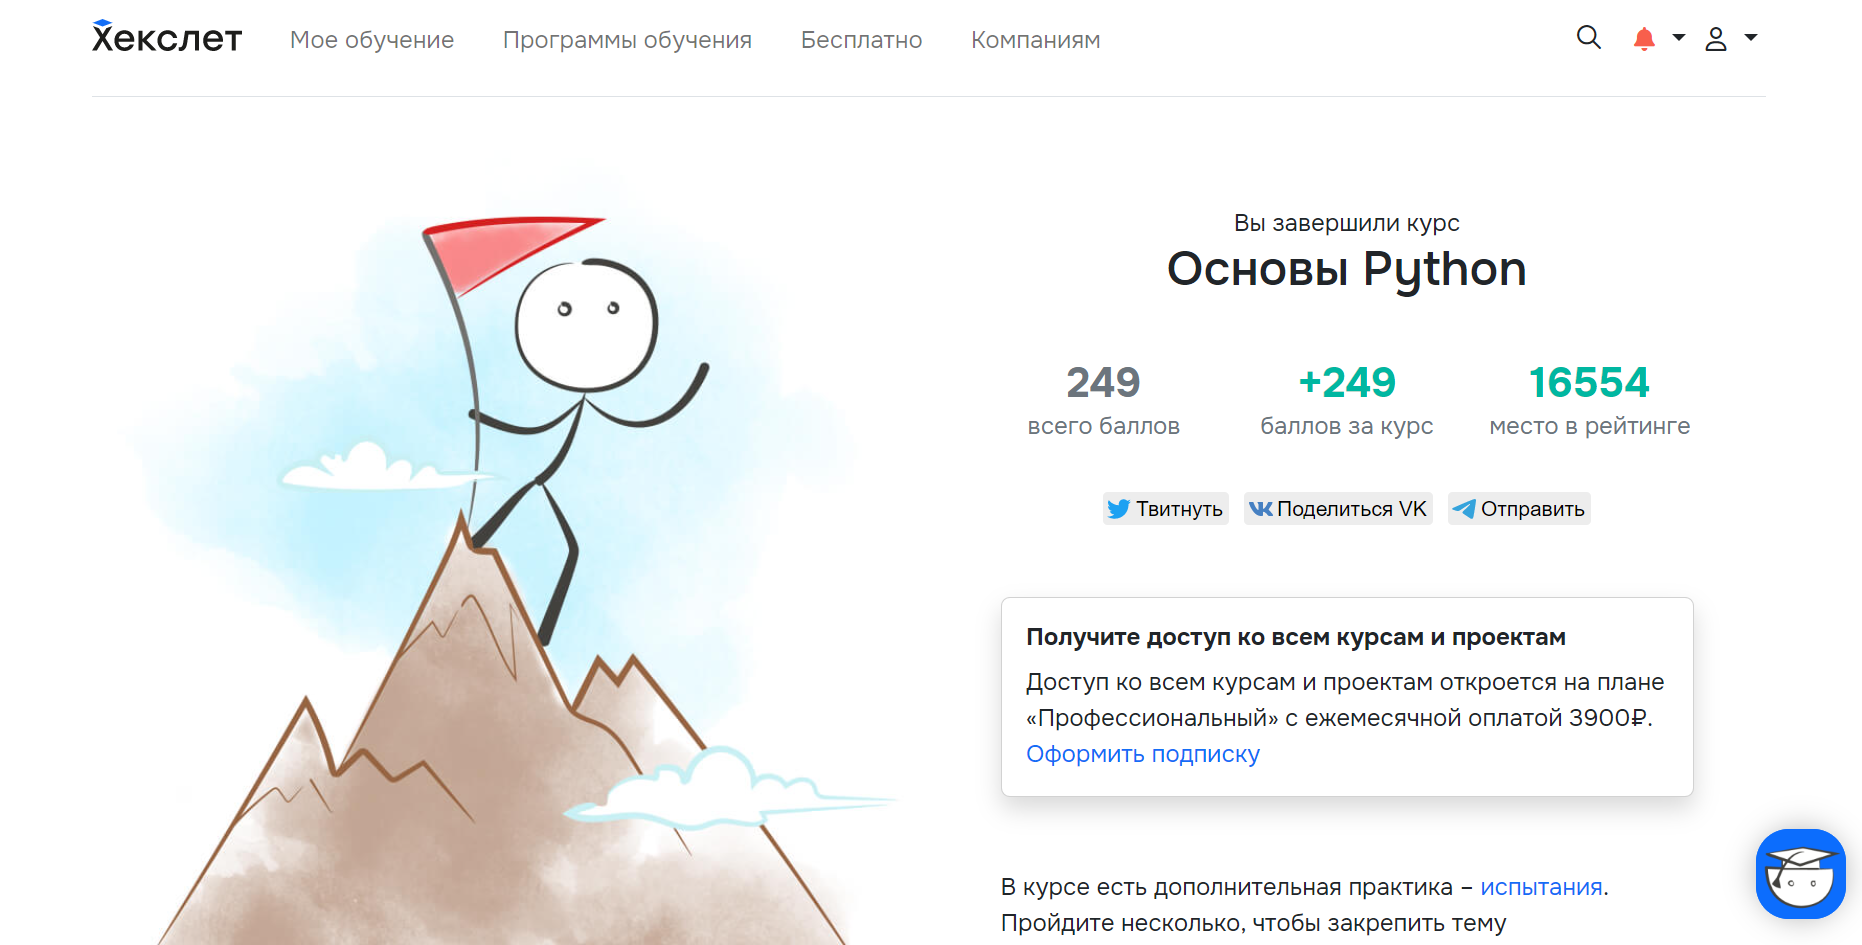 Хекслет
Мое обучение
Программы обучения
Бесплатно
Компаниям
Вы завершили курс
Основы Python
249
всего баллов
+249
баллов за курс
16554
место в рейтинге
Твитнуть
Поделиться VK
Отправить
Получите доступ ко всем курсам и проектам
Доступ ко всем курсам и проектам откроется на плане
«Профессиональный» с ежемесячной оплатой 3900₽.
Оформить подписку
В курсе есть дополнительная практика – испытания.
Пройдите несколько, чтобы закрепить тему